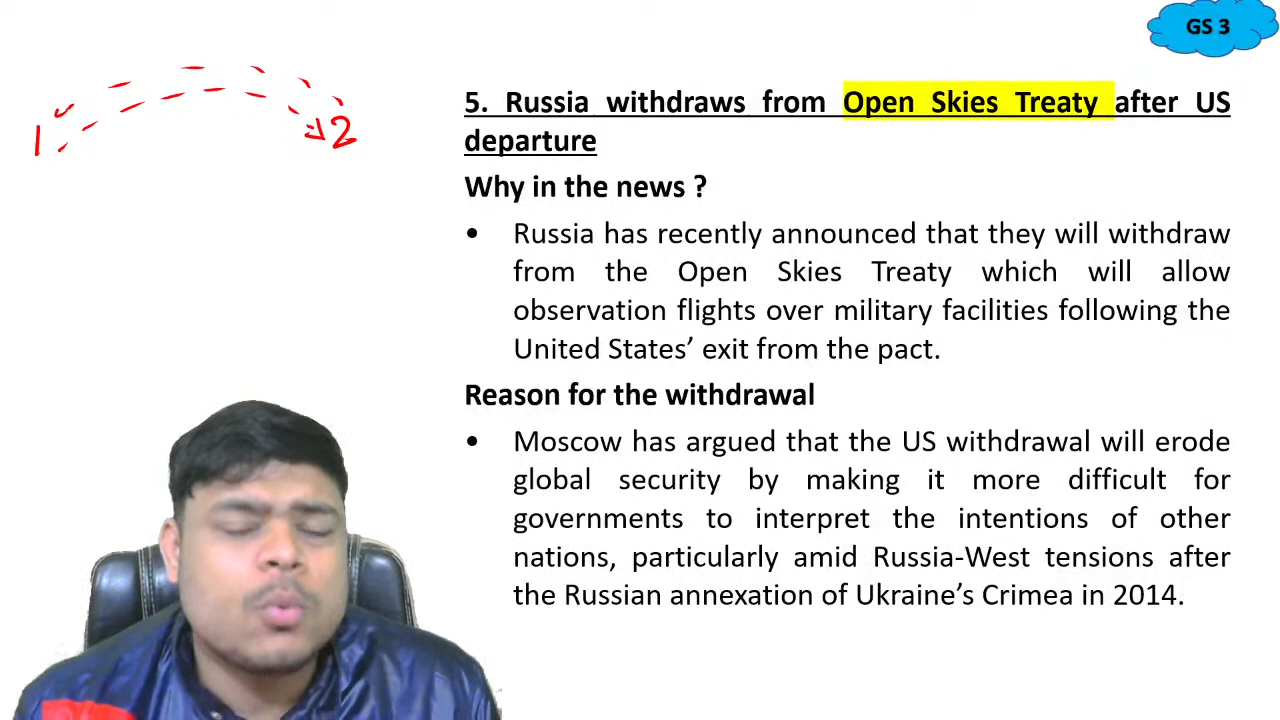 GS 3
1 2
5. Russia withdraws from Open Skies Treaty after US
departure
Why in the news ?
• Russia has recently announced that they will withdraw
from the Open Skies Treaty which will allow
observation flights over military facilities following the
United States’ exit from the pact.
Reason for the withdrawal
• Moscow has argued that the US withdrawal will erode
global security by making it more difficult for
governments to interpret the intentions of other
nations, particularly amid Russia-West tensions after
the Russian annexation of Ukraine’s Crimea in 2014.